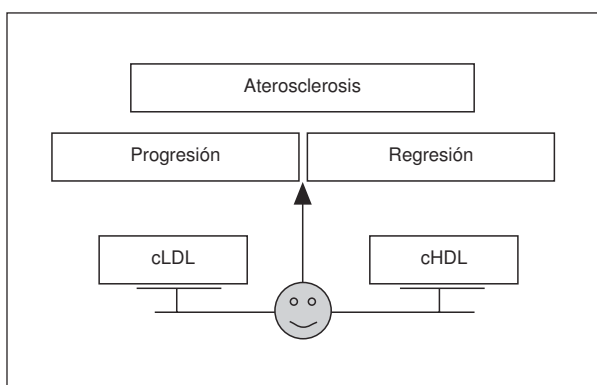 Aterosclerosis
Progresión
Regresión
cLDL
cHDL